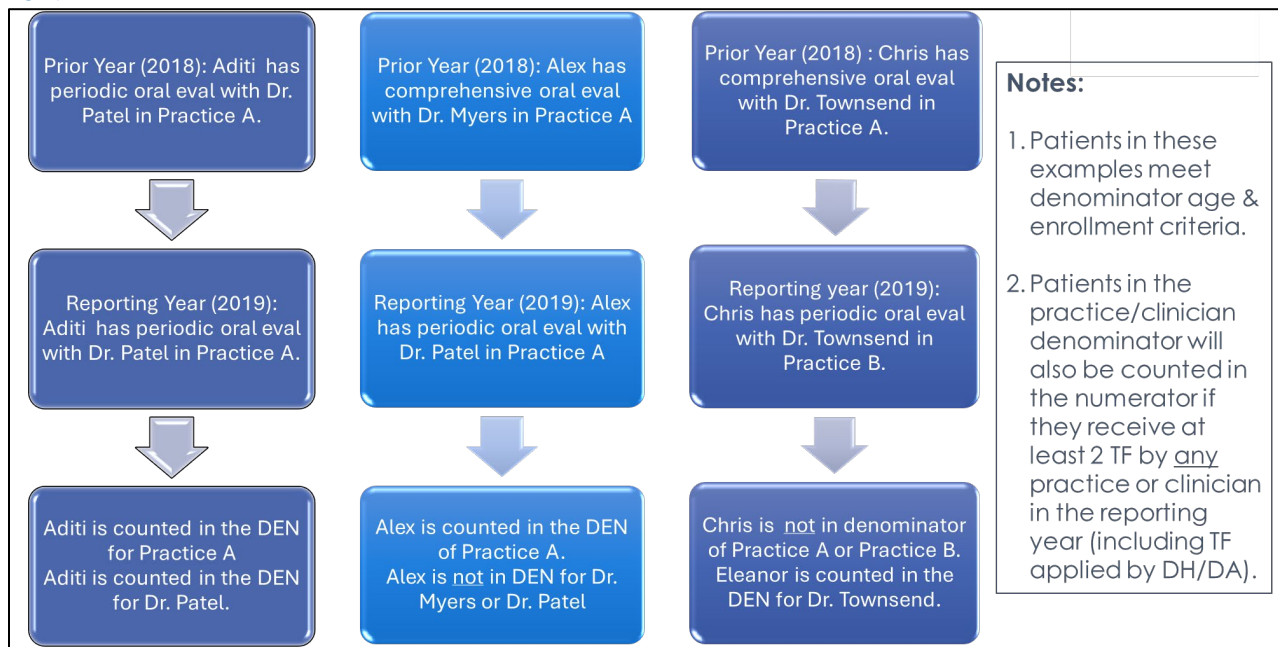 Prior Year (2018): Aditi has
periodic oral eval with Dr.
Patel in Practice A.
Reporting Year (2019):
Aditi has periodic oral eval
with Dr. Patel in Practice A.
Aditi is counted in the DEN
for Practice A
Aditi is counted in the DEN
for Dr. Patel.
Prior Year (2018): Alex has
comprehensive oral eval
with Dr. Myers in Practice A
Reporting Year (2019): Alex
has periodic oral eval with
Dr. Patel in Practice A
Alex is counted in the DEN
of Practice A.
Alex is not in DEN for Dr.
Myers or Dr. Patel
Prior Year (2018) : Chris has
comprehensive oral eval
with Dr. Townsend in
Practice A.
Reporting year (2019):
Chris has periodic oral eval
with Dr. Townsend in
Practice B.
Chris is not in denominator
of Practice A or Practice B.
Eleanor is counted in the
DEN for Dr. Townsend.
Notes:
1. Patients in these
examples meet
denominator age &
enrollment criteria.
2. Patients in the
practice/clinician
denominator will
also be counted in
the numerator if
they receive at
least 2 TF by any
practice or clinician
in the reporting
year (including TF
applied by DH/DA).